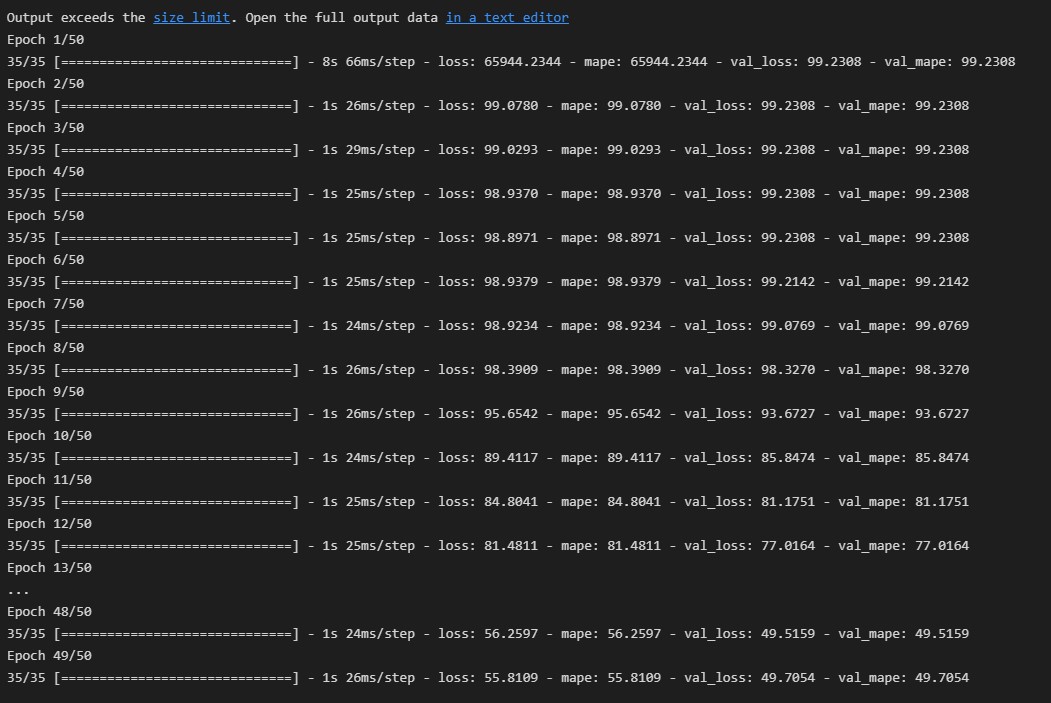 Output exceeds the size limit. Open the full output data in a text editor
Epoch 1/50
35/35 [==============================] - 8s 66ms/step - loss: 65944.2344 - mape: 65944.2344 - val_loss: 99.2308 - val_mape: 99.2308
Epoch 2/50
35/35 [==============================] - 1s 26ms/step - loss: 99.0780 - mape: 99.0780 - val_loss: 99.2308 - val_mape: 99.2308
Epoch 3/50
35/35 [==============================] - 1s 29ms/step - loss: 99.0293 - mape: 99.0293 - val_loss: 99.2308 - val_mape: 99.2308
Epoch 4/50
35/35 [==============================] - 1s 25ms/step - loss: 98.9370 - mape: 98.9370 - val_loss: 99.2308 - val_mape: 99.2308
Epoch 5/50
35/35 [==============================] - 1s 25ms/step - loss: 98.8971 - mape: 98.8971 - val_loss: 99.2308 - val_mape: 99.2308
Epoch 6/50
35/35 [==============================] - 1s 25ms/step - loss: 98.9379 - mape: 98.9379 - val_loss: 99.2142 - val_mape: 99.2142
Epoch 7/50
35/35 [==============================] - 1s 24ms/step - loss: 98.9234 - mape: 98.9234 - val_loss: 99.0769 - val_mape: 99.0769
Epoch 8/50
35/35 [==============================] - 1s 26ms/step - loss: 98.3909 - mape: 98.3909 - val_loss: 98.3270 - val_mape: 98.3270
Epoch 9/50
35/35 [==============================] - 1s 26ms/step - loss: 95.6542 - mape: 95.6542 - val_loss: 93.6727 - val_mape: 93.6727
Epoch 10/50
35/35 [==============================] - 1s 24ms/step - loss: 89.4117 - mape: 89.4117 - val_loss: 85.8474 - val_mape: 85.8474
Epoch 11/50
35/35 [==============================] - 1s 25ms/step - loss: 84.8041 - mape: 84.8041 - val_loss: 81.1751 - val_mape: 81.1751
Epoch 12/50
35/35 [==============================] - 1s 25ms/step - loss: 81.4811 - mape: 81.4811 - val_loss: 77.0164 - val_mape: 77.0164
Epoch 13/50
...
Epoch 48/50
35/35 [==============================] - 1s 24ms/step - loss: 56.2597 - mape: 56.2597 - val_loss: 49.5159 - val_mape: 49.5159
Epoch 49/50
35/35 [==============================] - 1s 26ms/step - loss: 55.8109 - mape: 55.8109 - val_loss: 49.7054 - val_mape: 49.7054